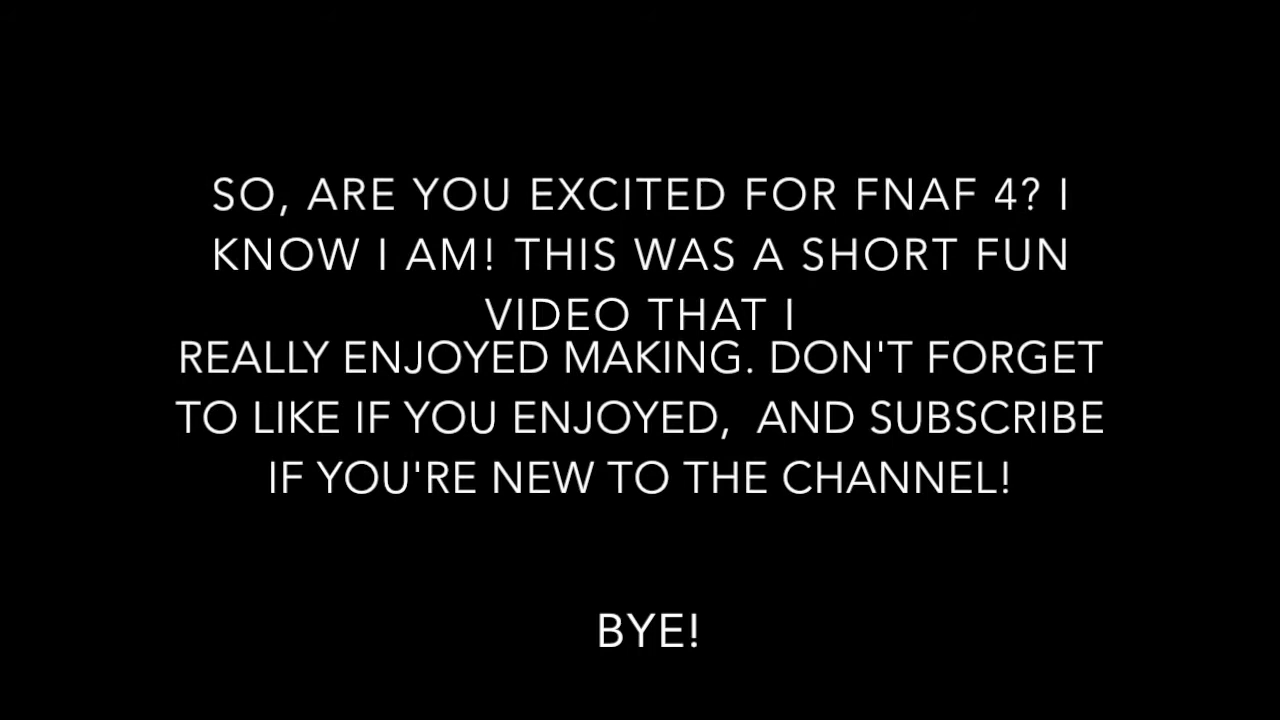 SO, ARE YOU EXCITED FOR FNAF 4? I
KNOW I AM! THIS WAS A SHORT FUN
VIDEO THAT I
REALLY ENJOYED MAKING. DON'T FORGET
TO LIKE IF YOU ENJOYED,  AND SUBSCRIBE
IF YOU'RE NEW TO THE CHANNEL!
BYE!